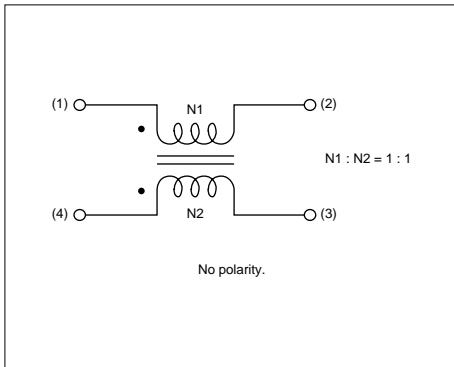 (1) N1 (2)
N1 : N2 = 1 : 1
(4) N2 (3)
No polarity.